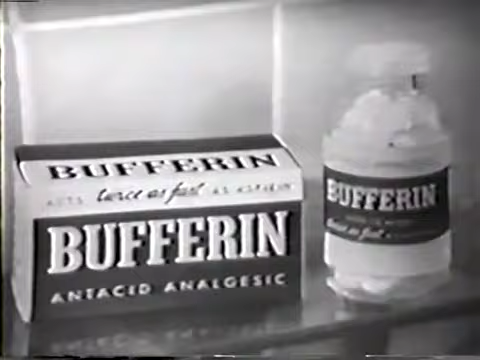 BUFFERIN
ACTS twice as fast AS ASPIRIN
BUFFERIN
ANTACID ANALGESIC
BUFFERIN
twice as fast